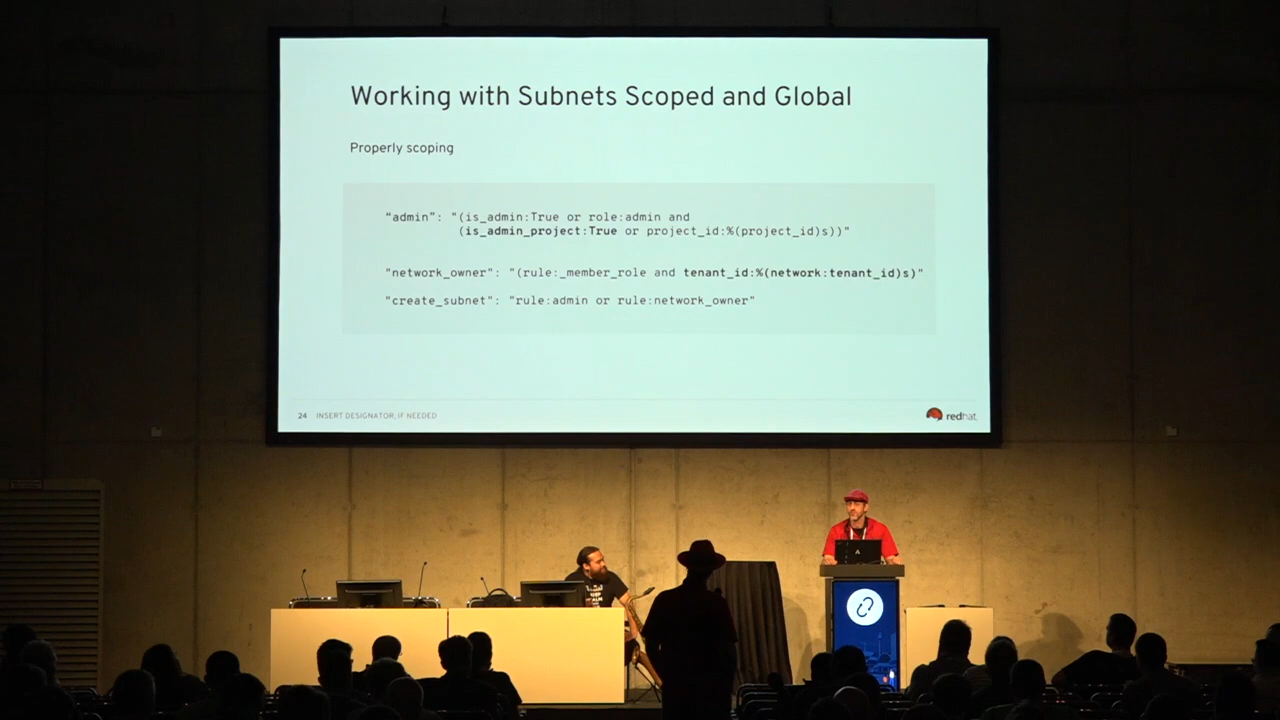 Working with Subnets Scoped and Global
Properly scoping
"admin": "(is_admin:True or role:admin and
(is_admin_project:True or project_id:%(project_id)s))"
"network_owner": "(rule:_member_role and tenant_id:%(network:tenant_id)s)"
"create_subnet": "rule:admin or rule:network_owner"
24 INSERT DESIGNATOR, IF NEEDED
redhat.